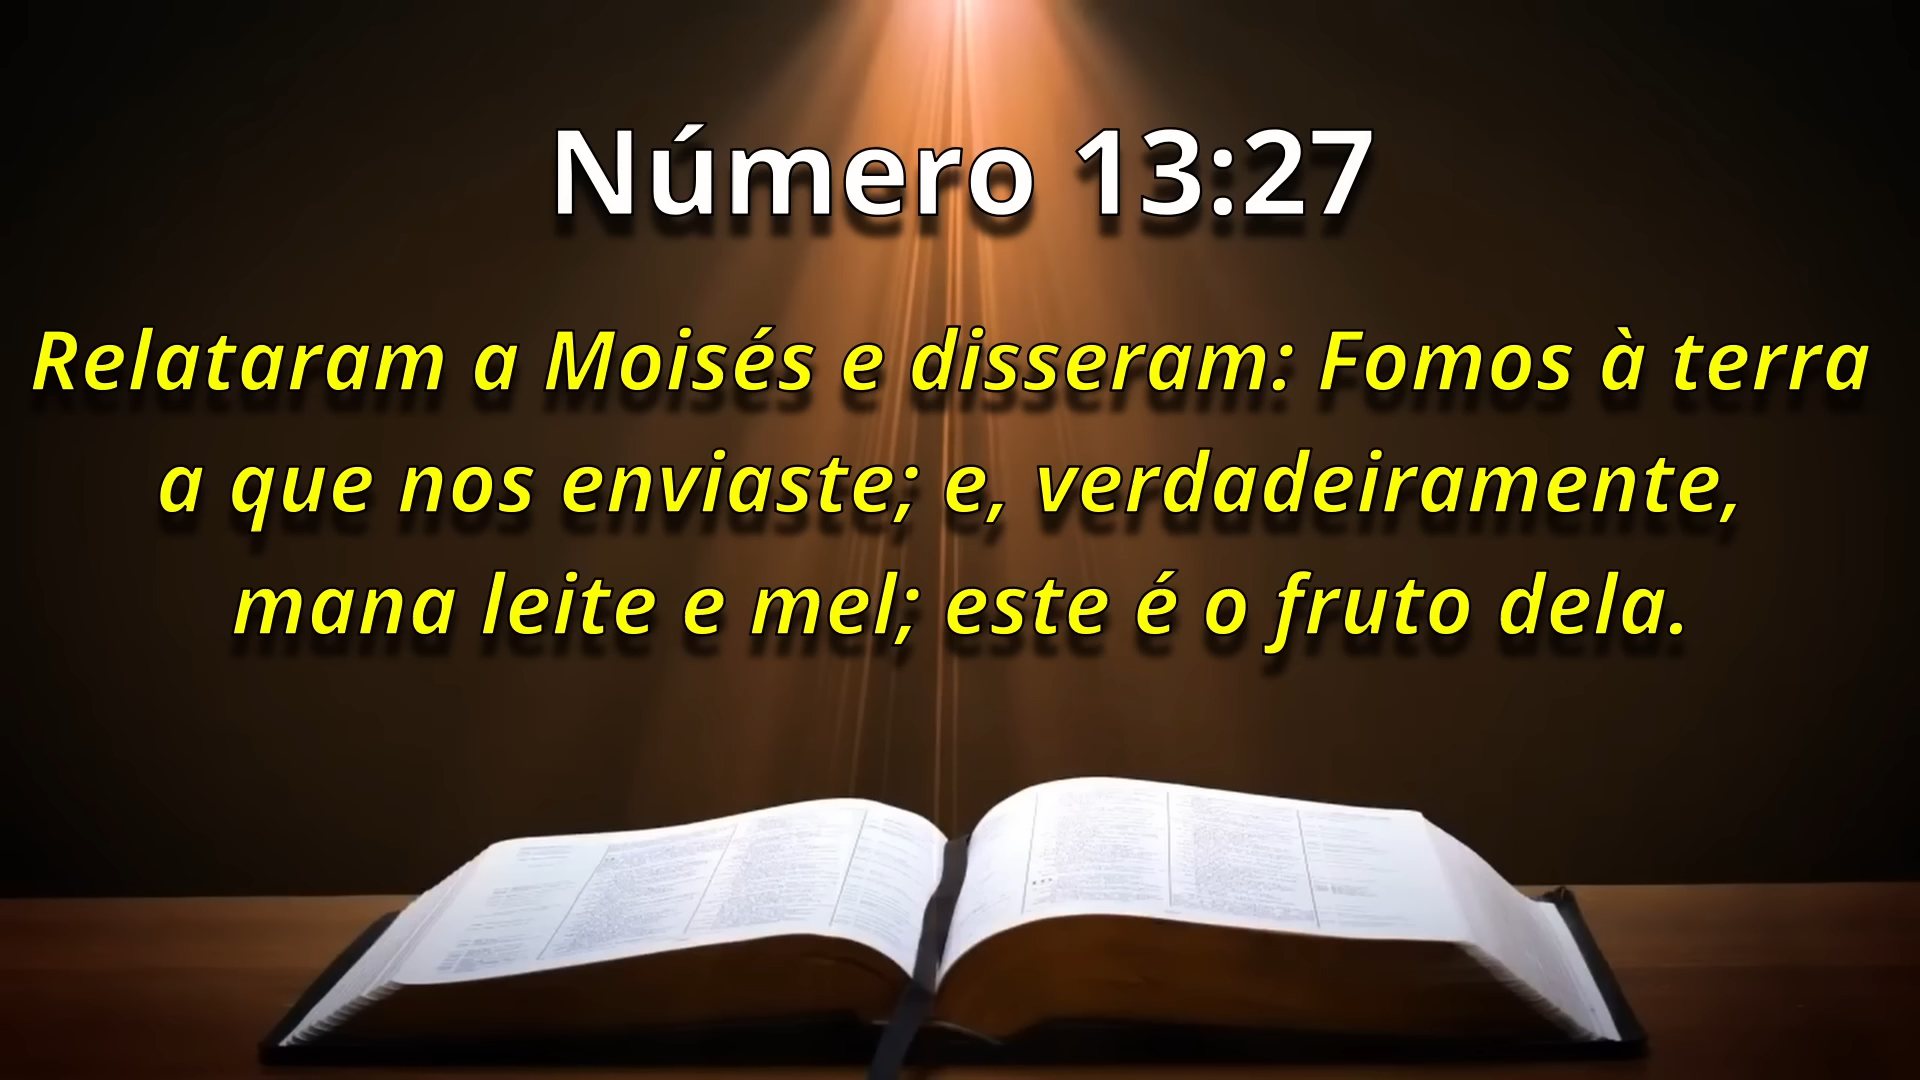 Número 13:27
Relataram a Moisés e disseram: Fomos à terra
a que nos enviaste; e, verdadeiramente,
mana leite e mel; este é o fruto dela.